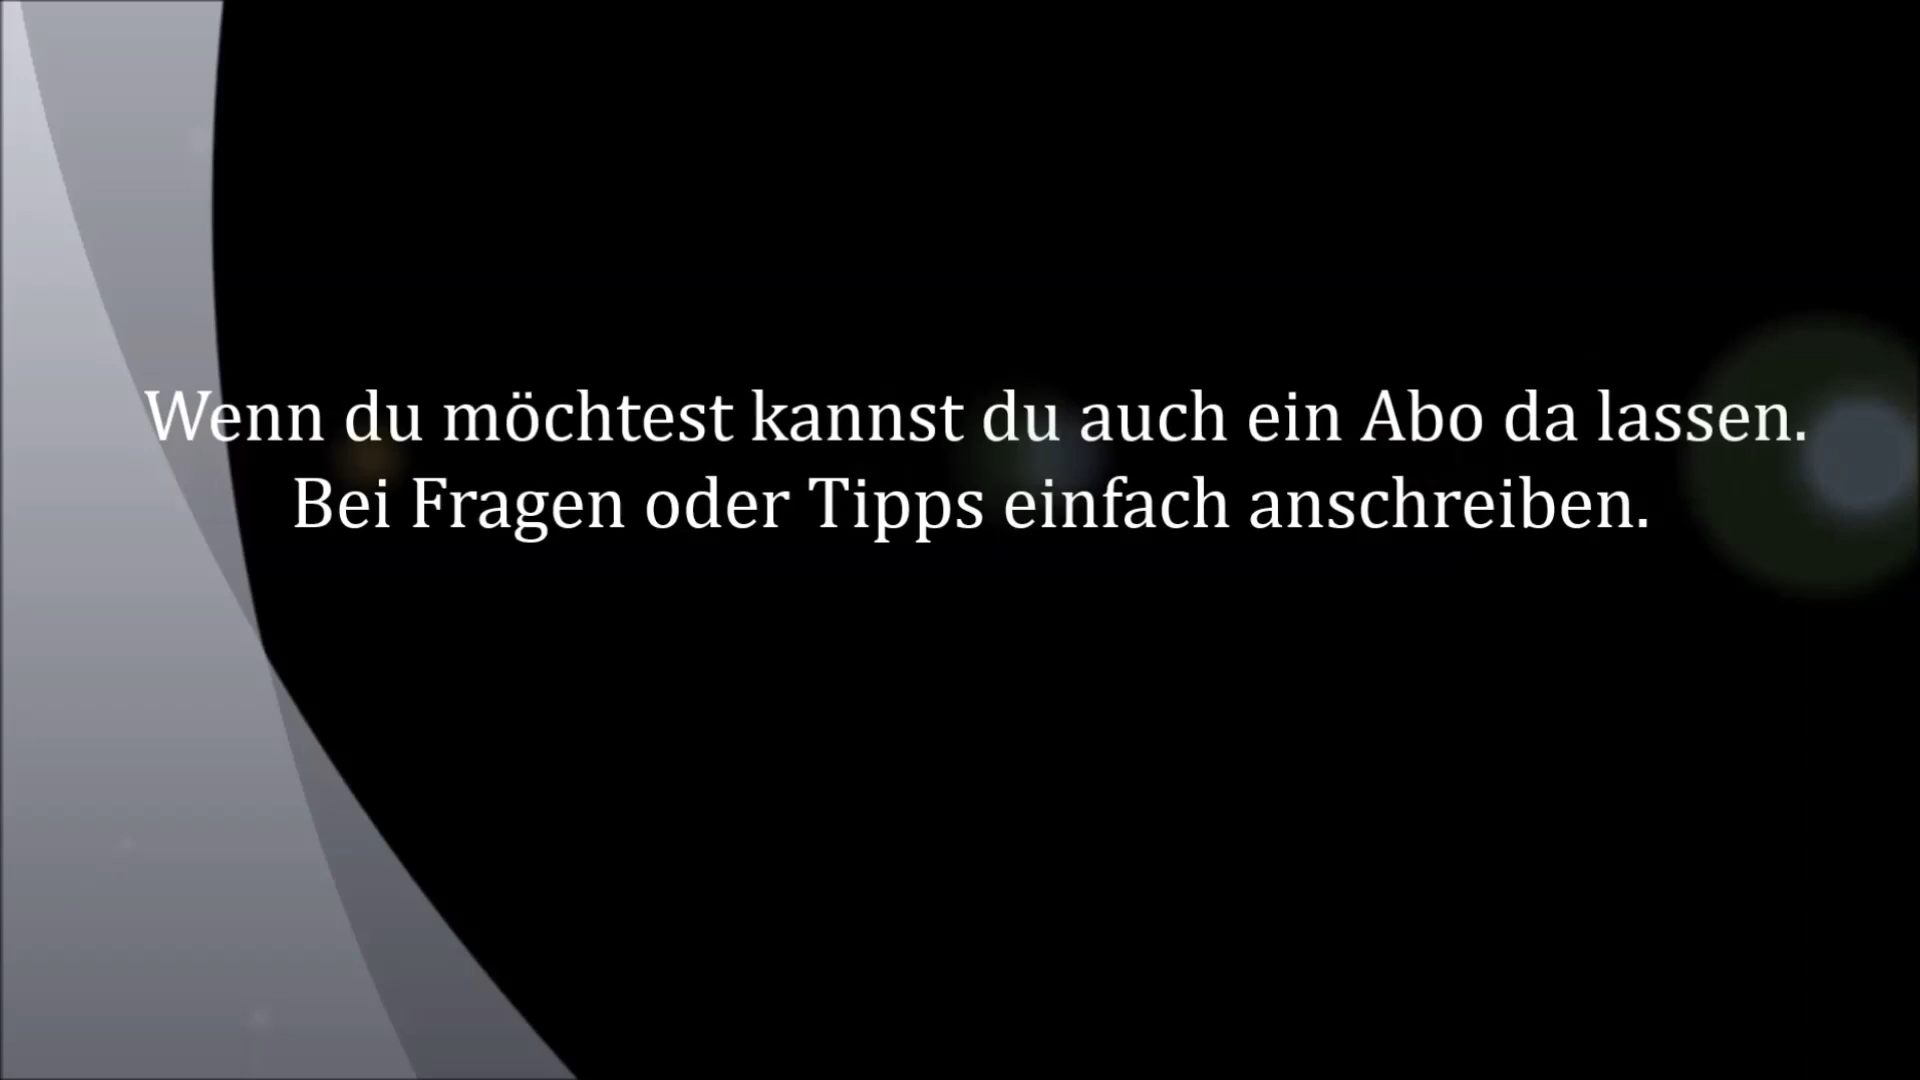 Wenn du möchtest kannst du auch ein Abo da lassen.
Bei Fragen oder Tipps einfach anschreiben.